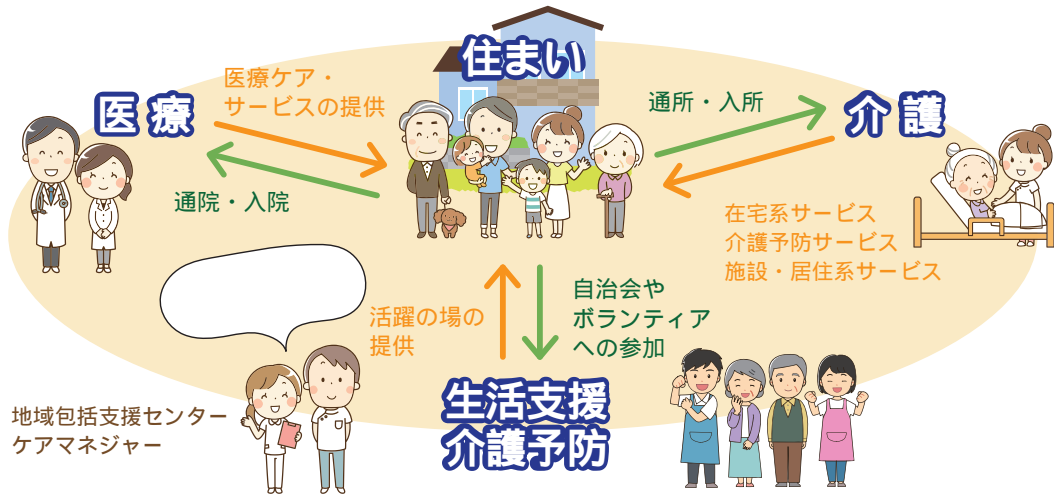 住まい
医療
医療ケア・
サービスの提供
通院・入院
通所・入所
介護
在宅系サービス
介護予防サービス
施設・居住系サービス
活躍の場の
提供
自治会や
ボランティア
への参加
生活支援
介護予防
地域包括支援センター
ケアマネジャー